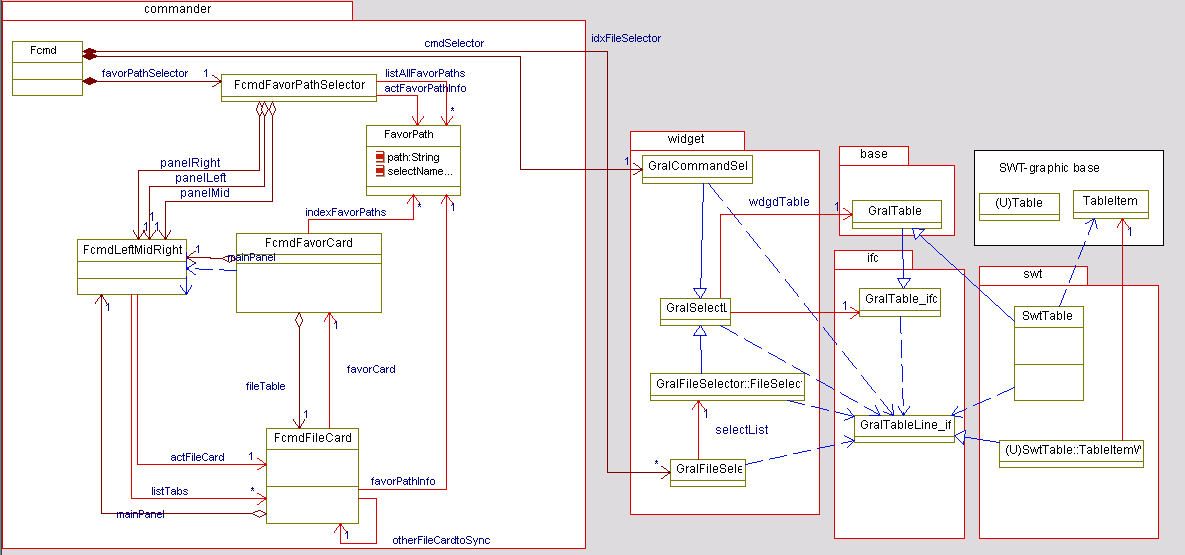 commander
Fcmd
cmdSelector
idxFileSelector
favorPathSelector
1
FcmdFavorPathSelector
listAllFavorPaths
actFavorPathInfo
*
FavorPath
path:String
selectName...
panelRight
panelLeft
panelMid
1
1
1
indexFavorPaths
*
1
FcmdLeftMidRight
1
mainPanel
FcmdFavorCard
1
1
favorCard
fileTable
1
FcmdFileCard
actFileCard
1
listTabs
*
mainPanel
favorPathInfo
1
otherFileCardtoSync
widget
1
GralCommandSel
wdgdTable
1
GralSelectL
1
GralFileSelector::FileSelec
1
selectList
*
GralFileSele
base
GralTable
ifc
GralTable_ifc
GralTableLine_if
SWT-graphic base
(U)Table
TableItem
1
swt
SwtTable
(U)SwtTable::TableItemW